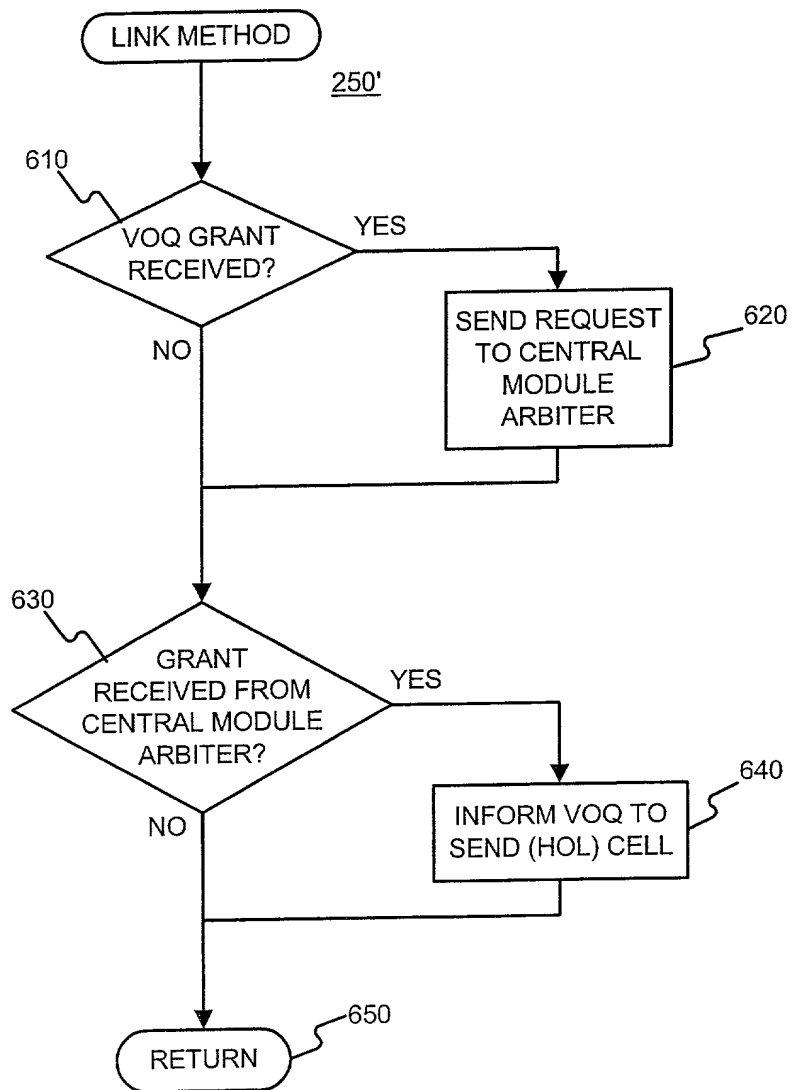 LINK METHOD
250'
610
VOQ GRANT
RECEIVED?
YES
NO
SEND REQUEST
TO CENTRAL
MODULE
ARBITER
620
630
GRANT
RECEIVED FROM
CENTRAL MODULE
ARBITER?
YES
NO
640
INFORM VOQ TO
SEND (HOL) CELL
RETURN
650